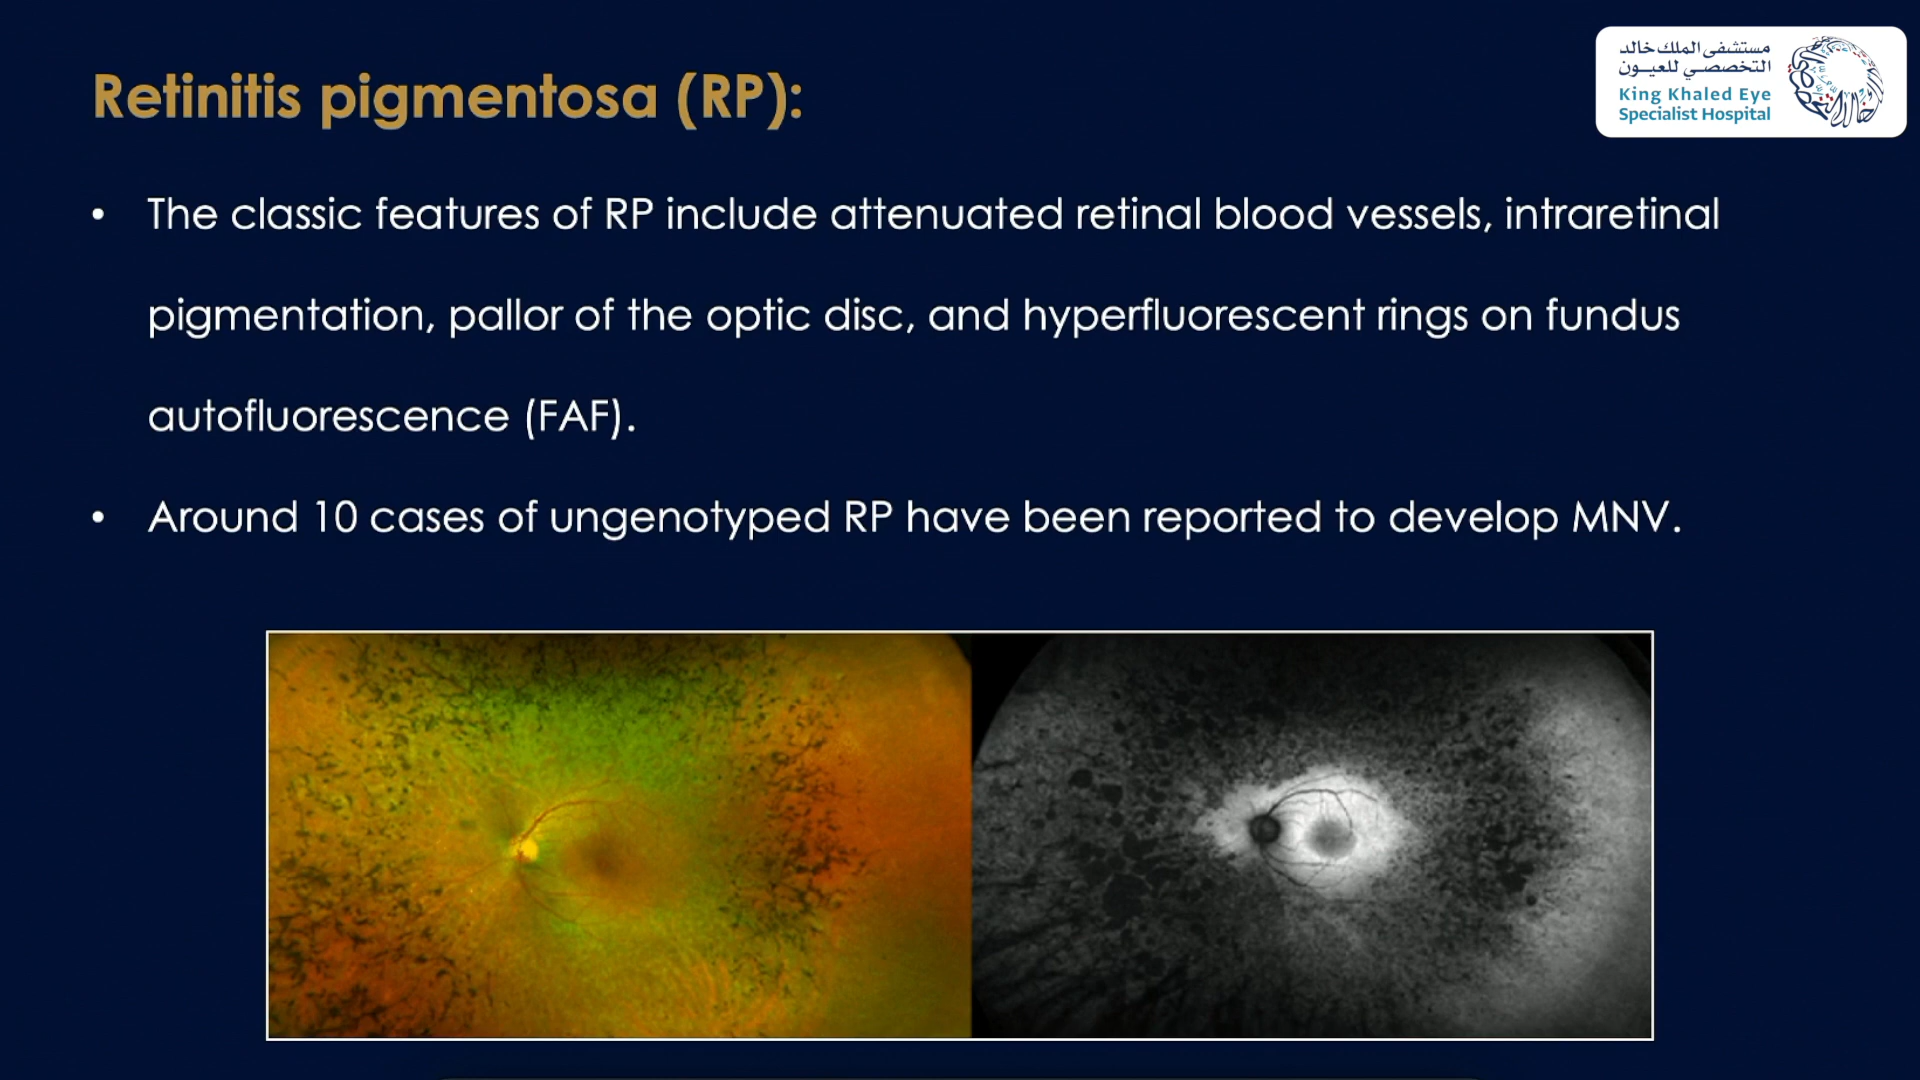 Retinitis pigmentosa (RP):
مستشفى الملك خالد
التخصصي للعيون
King Khaled Eye
Specialist Hospital
• The classic features of RP include attenuated retinal blood vessels, intraretinal
pigmentation, pallor of the optic disc, and hyperfluorescent rings on fundus
autofluorescence (FAF).
• Around 10 cases of ungenotyped RP have been reported to develop MNV.